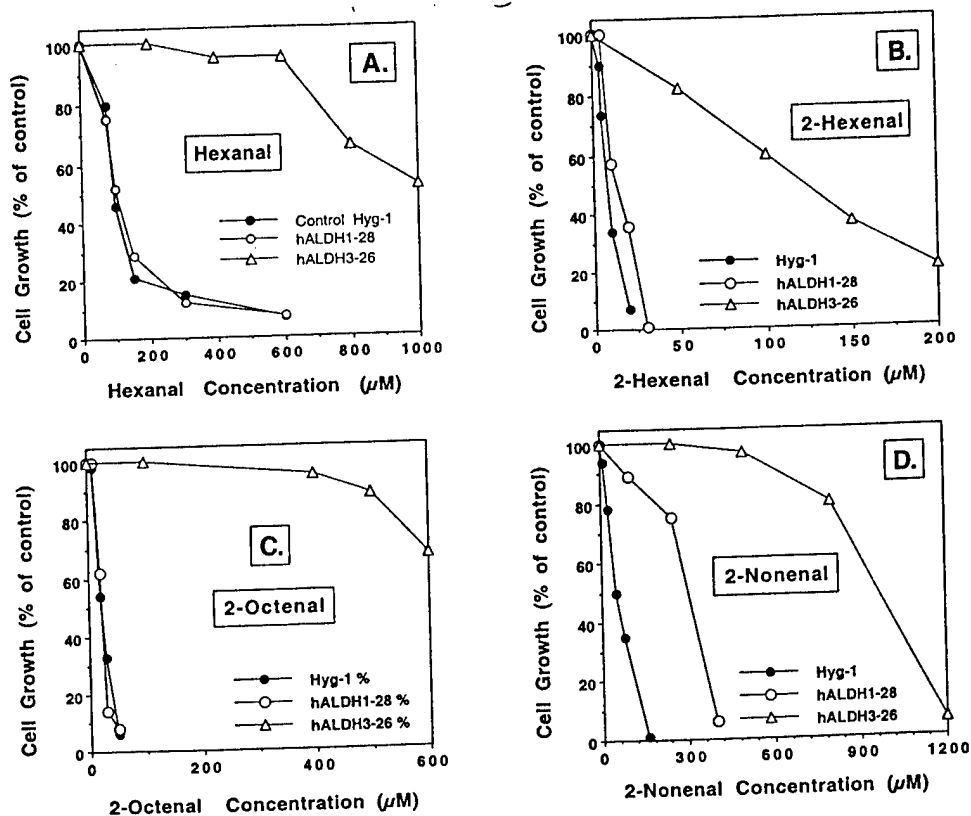 A.
Hexanal
Cell Growth (% of control)
100
80
60
40
20
0
Control Hyg-1
hALDH1-28
hALDH3-26
0 200 400 600 800 1000
Hexanal Concentration (µM)
B.
2-Hexenal
Cell Growth (% of control)
100
80
60
40
20
0
Hyg-1
hALDH1-28
hALDH3-26
0 50 100 150 200
2-Hexenal Concentration (µM)
C.
2-Octenal
Cell Growth (% of control)
100
80
60
40
20
0
Hyg-1 %
hALDH1-28 %
hALDH3-26 %
0 200 400 600
2-Octenal Concentration (µM)
D.
2-Nonenal
Cell Growth (% of control)
100
80
60
40
20
0
Hyg-1
hALDH1-28
hALDH3-26
0 300 600 900 1200
2-Nonenal Concentration (µM)